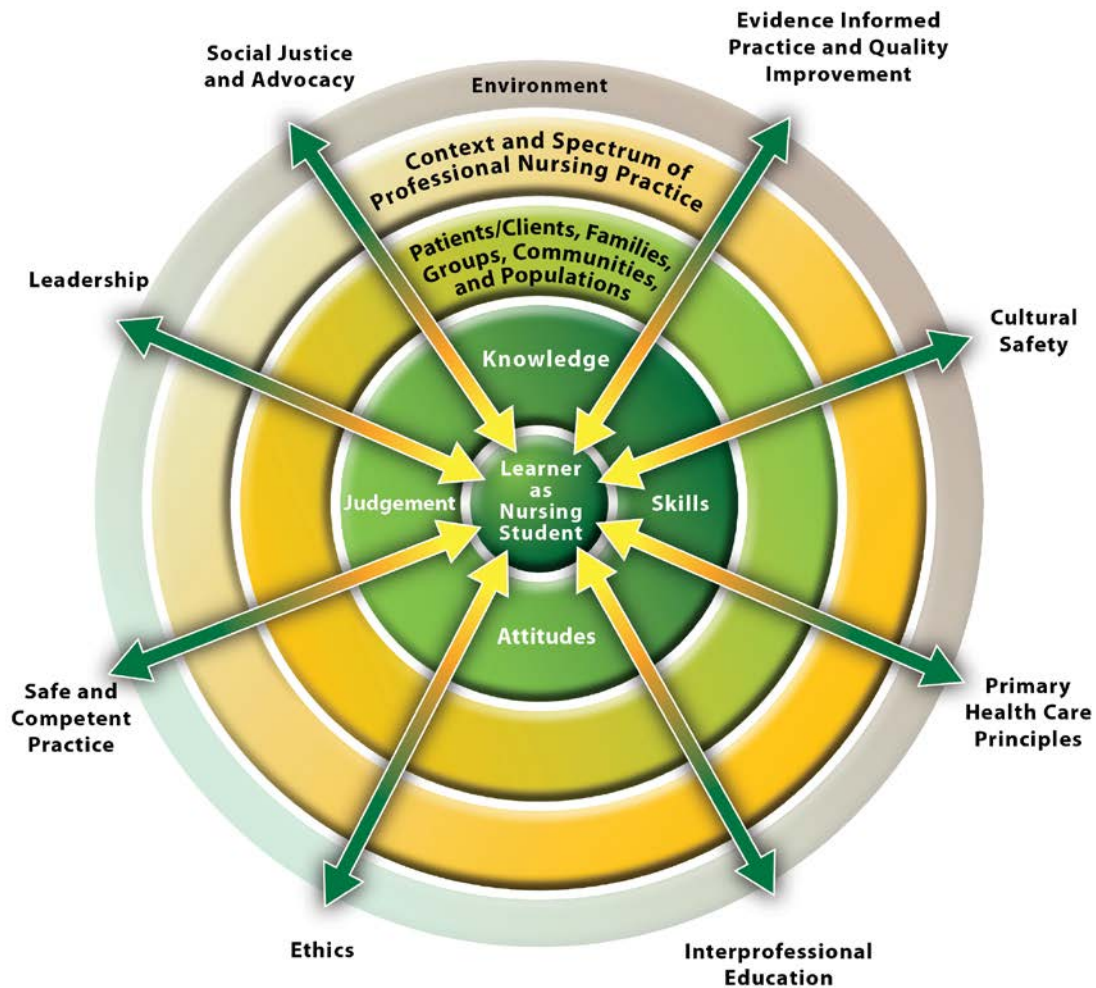 Evidence Informed
Practice and Quality
Improvement
Social Justice
and Advocacy
Environment
Context and Spectrum of
Professional Nursing Practice
Patients/Clients, Families,
Groups, Communities,
and Populations
Leadership
Cultural
Safety
Knowledge
Learner
as
Nursing
Student
Judgement
Skills
Attitudes
Safe and
Competent
Practice
Primary
Health Care
Principles
Ethics
Interprofessional
Education